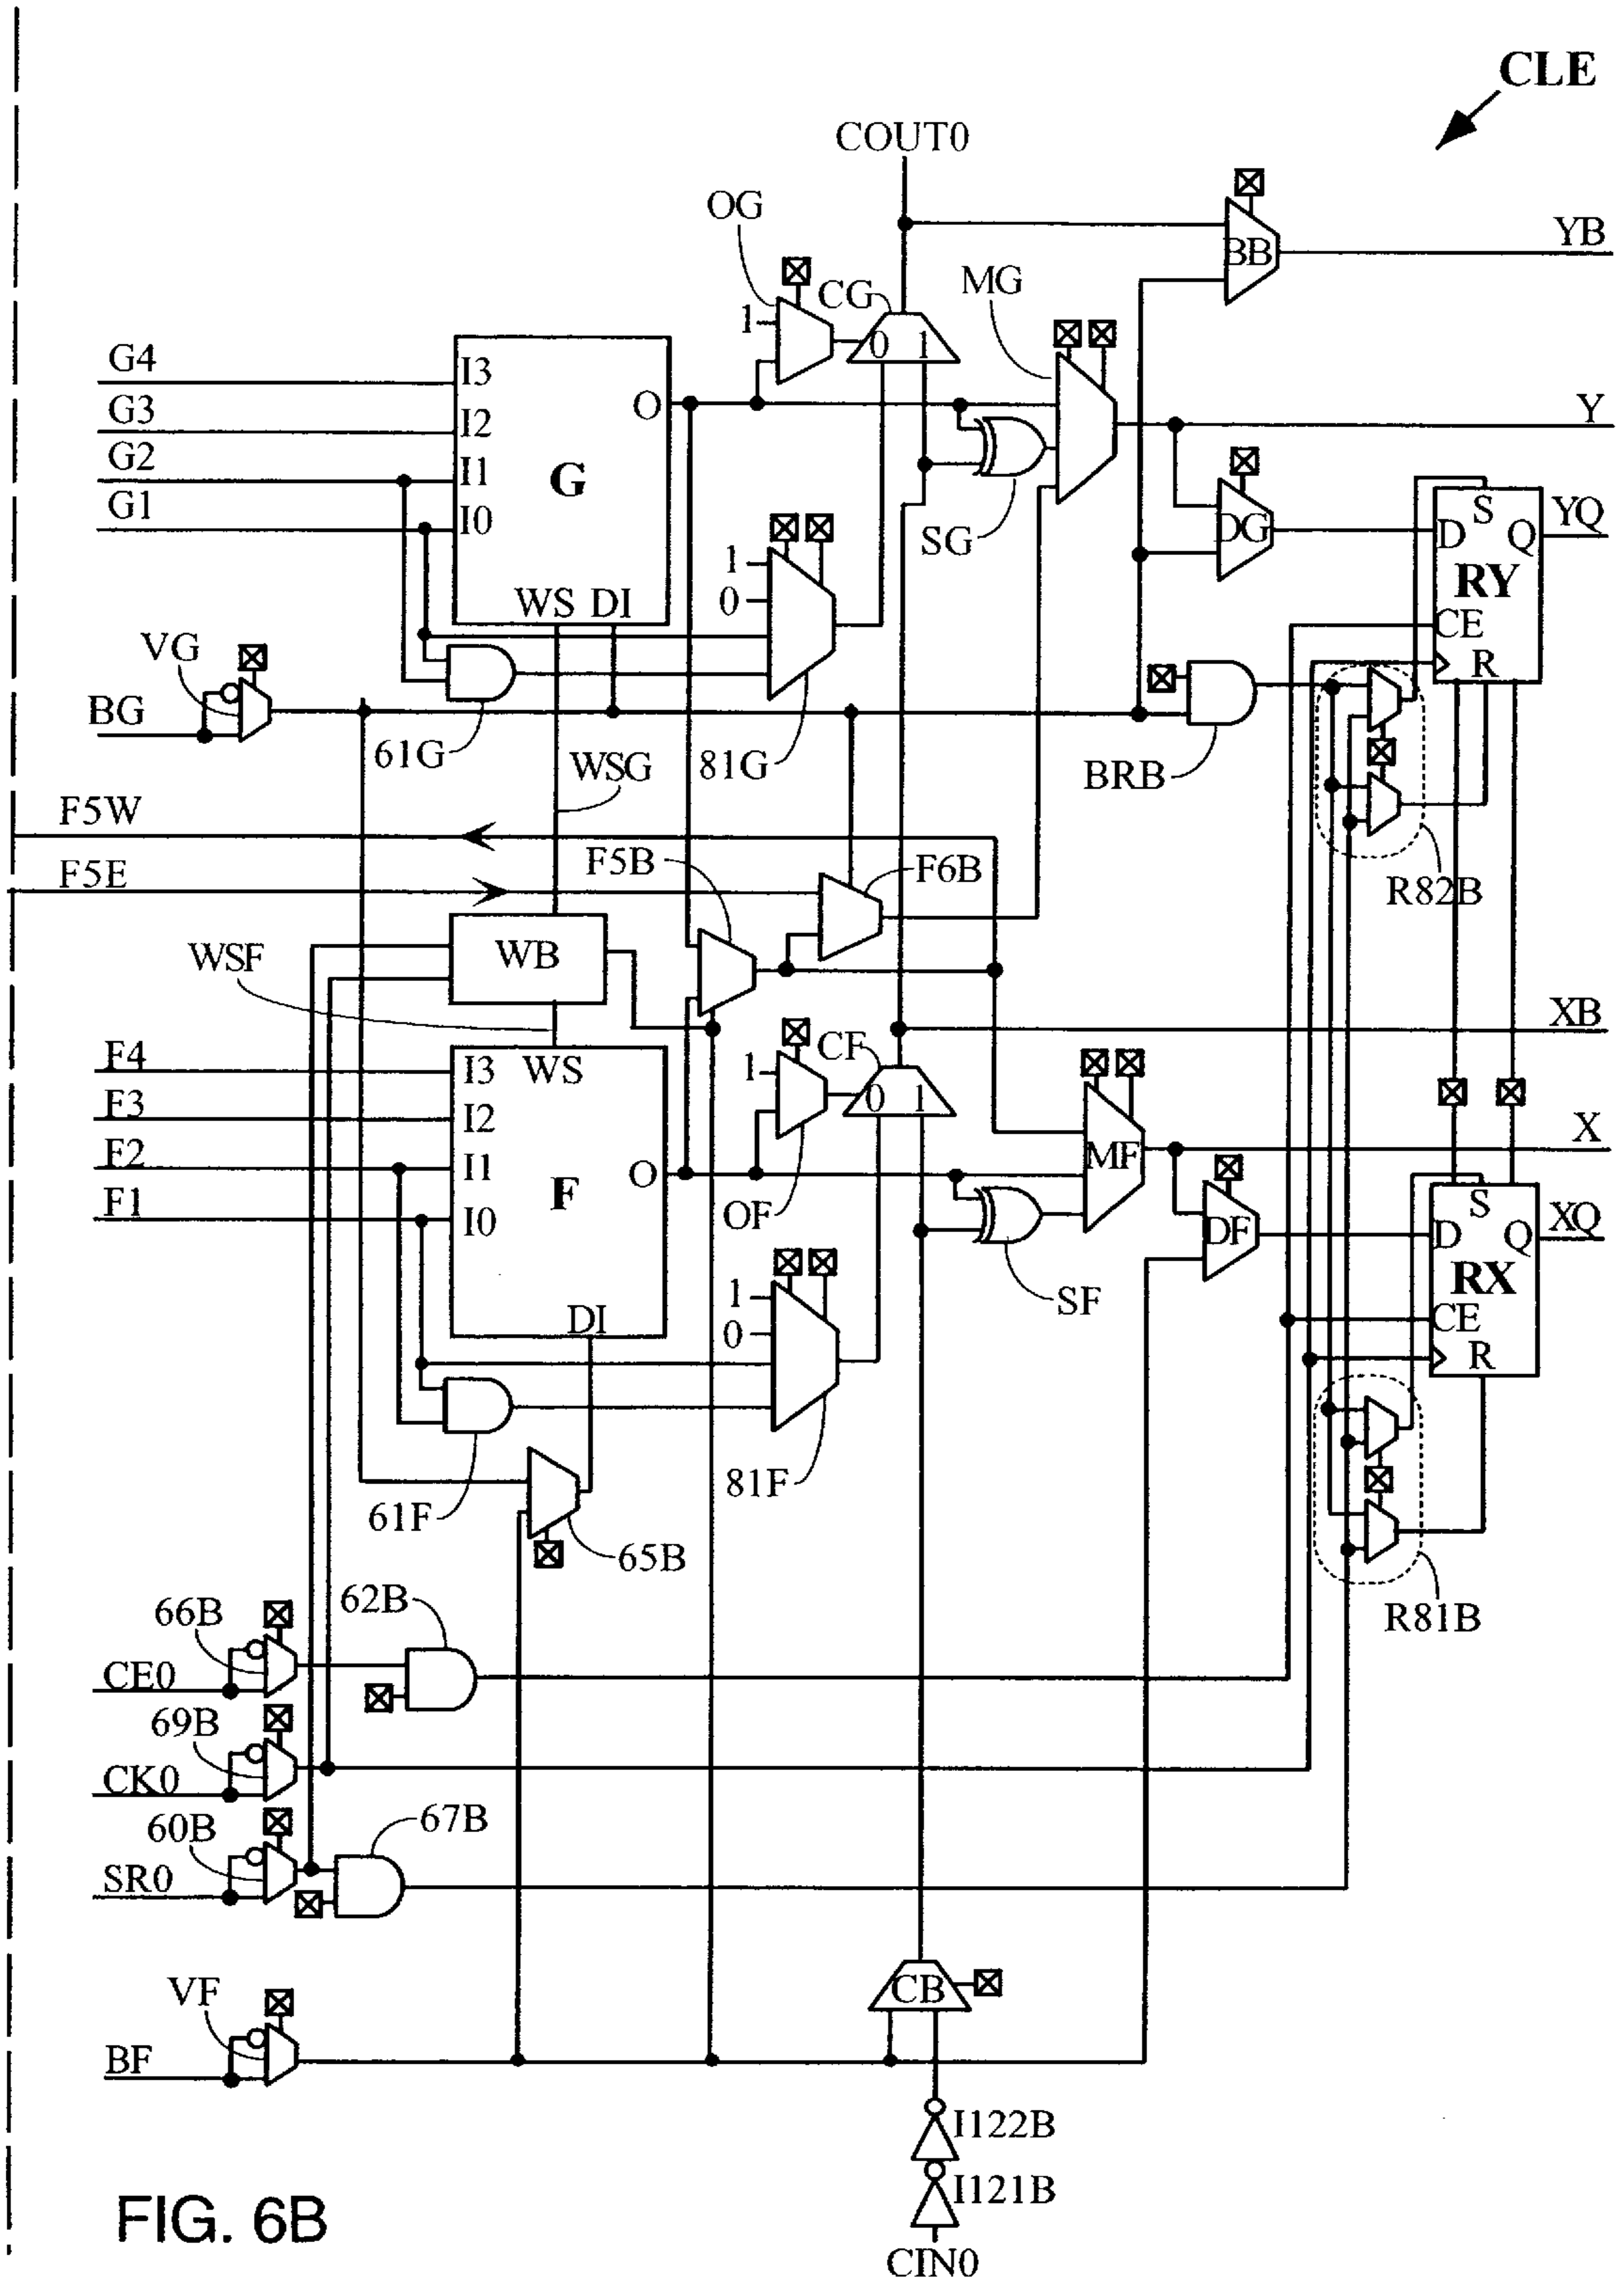 CLE
COUT0
OG
BB
YB
CG
MG
1
0 1
G4
I3
G3
O
Y
I2
G2
I1
G
G1
I0
SG
DG
S
YQ
D Q
RY
1
0
WS DI
CE
VG
R
BG
61G
WSG
81G
BRB
F5W
F5B
F6B
F5E
R82B
WSF
WB
XB
F4
CF
1
I3 WS
0 1
F3
I2
X
F2
I1
O
MF
F1
I0
F
OF
S
XQ
DF
D Q
RX
1
SF
0
DI
CE
R
81F
61F
65B
62B
66B
R81B
CE0
69B
CK0
67B
60B
SR0
VF
CB
BF
I122B
I121B
FIG. 6B
CIN0